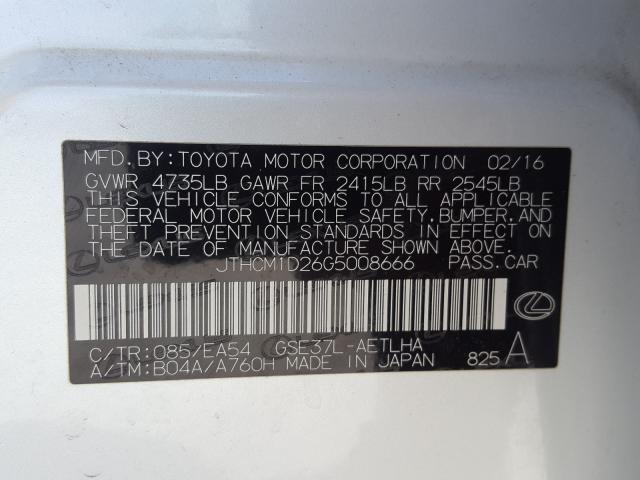 MFD.BY:TOYOTA MOTOR CORPORATION 02/16
GVWR 4735LB GAWR FR 2415LB RR 2545LB
THIS VEHICLE CONFORMS TO ALL APPLICABLE
FEDERAL MOTOR VEHICLE SAFETY,BUMPER,AND
THEFT PREVENTION STANDARDS IN EFFECT ON
THE DATE OF MANUFACTURE SHOWN ABOVE.
JTHCM1D26G5008666 PASS.CAR
C/TR:085/EA54 GSE37L-AETLHA
A/TM:B04A/A760H MADE IN JAPAN 825 A